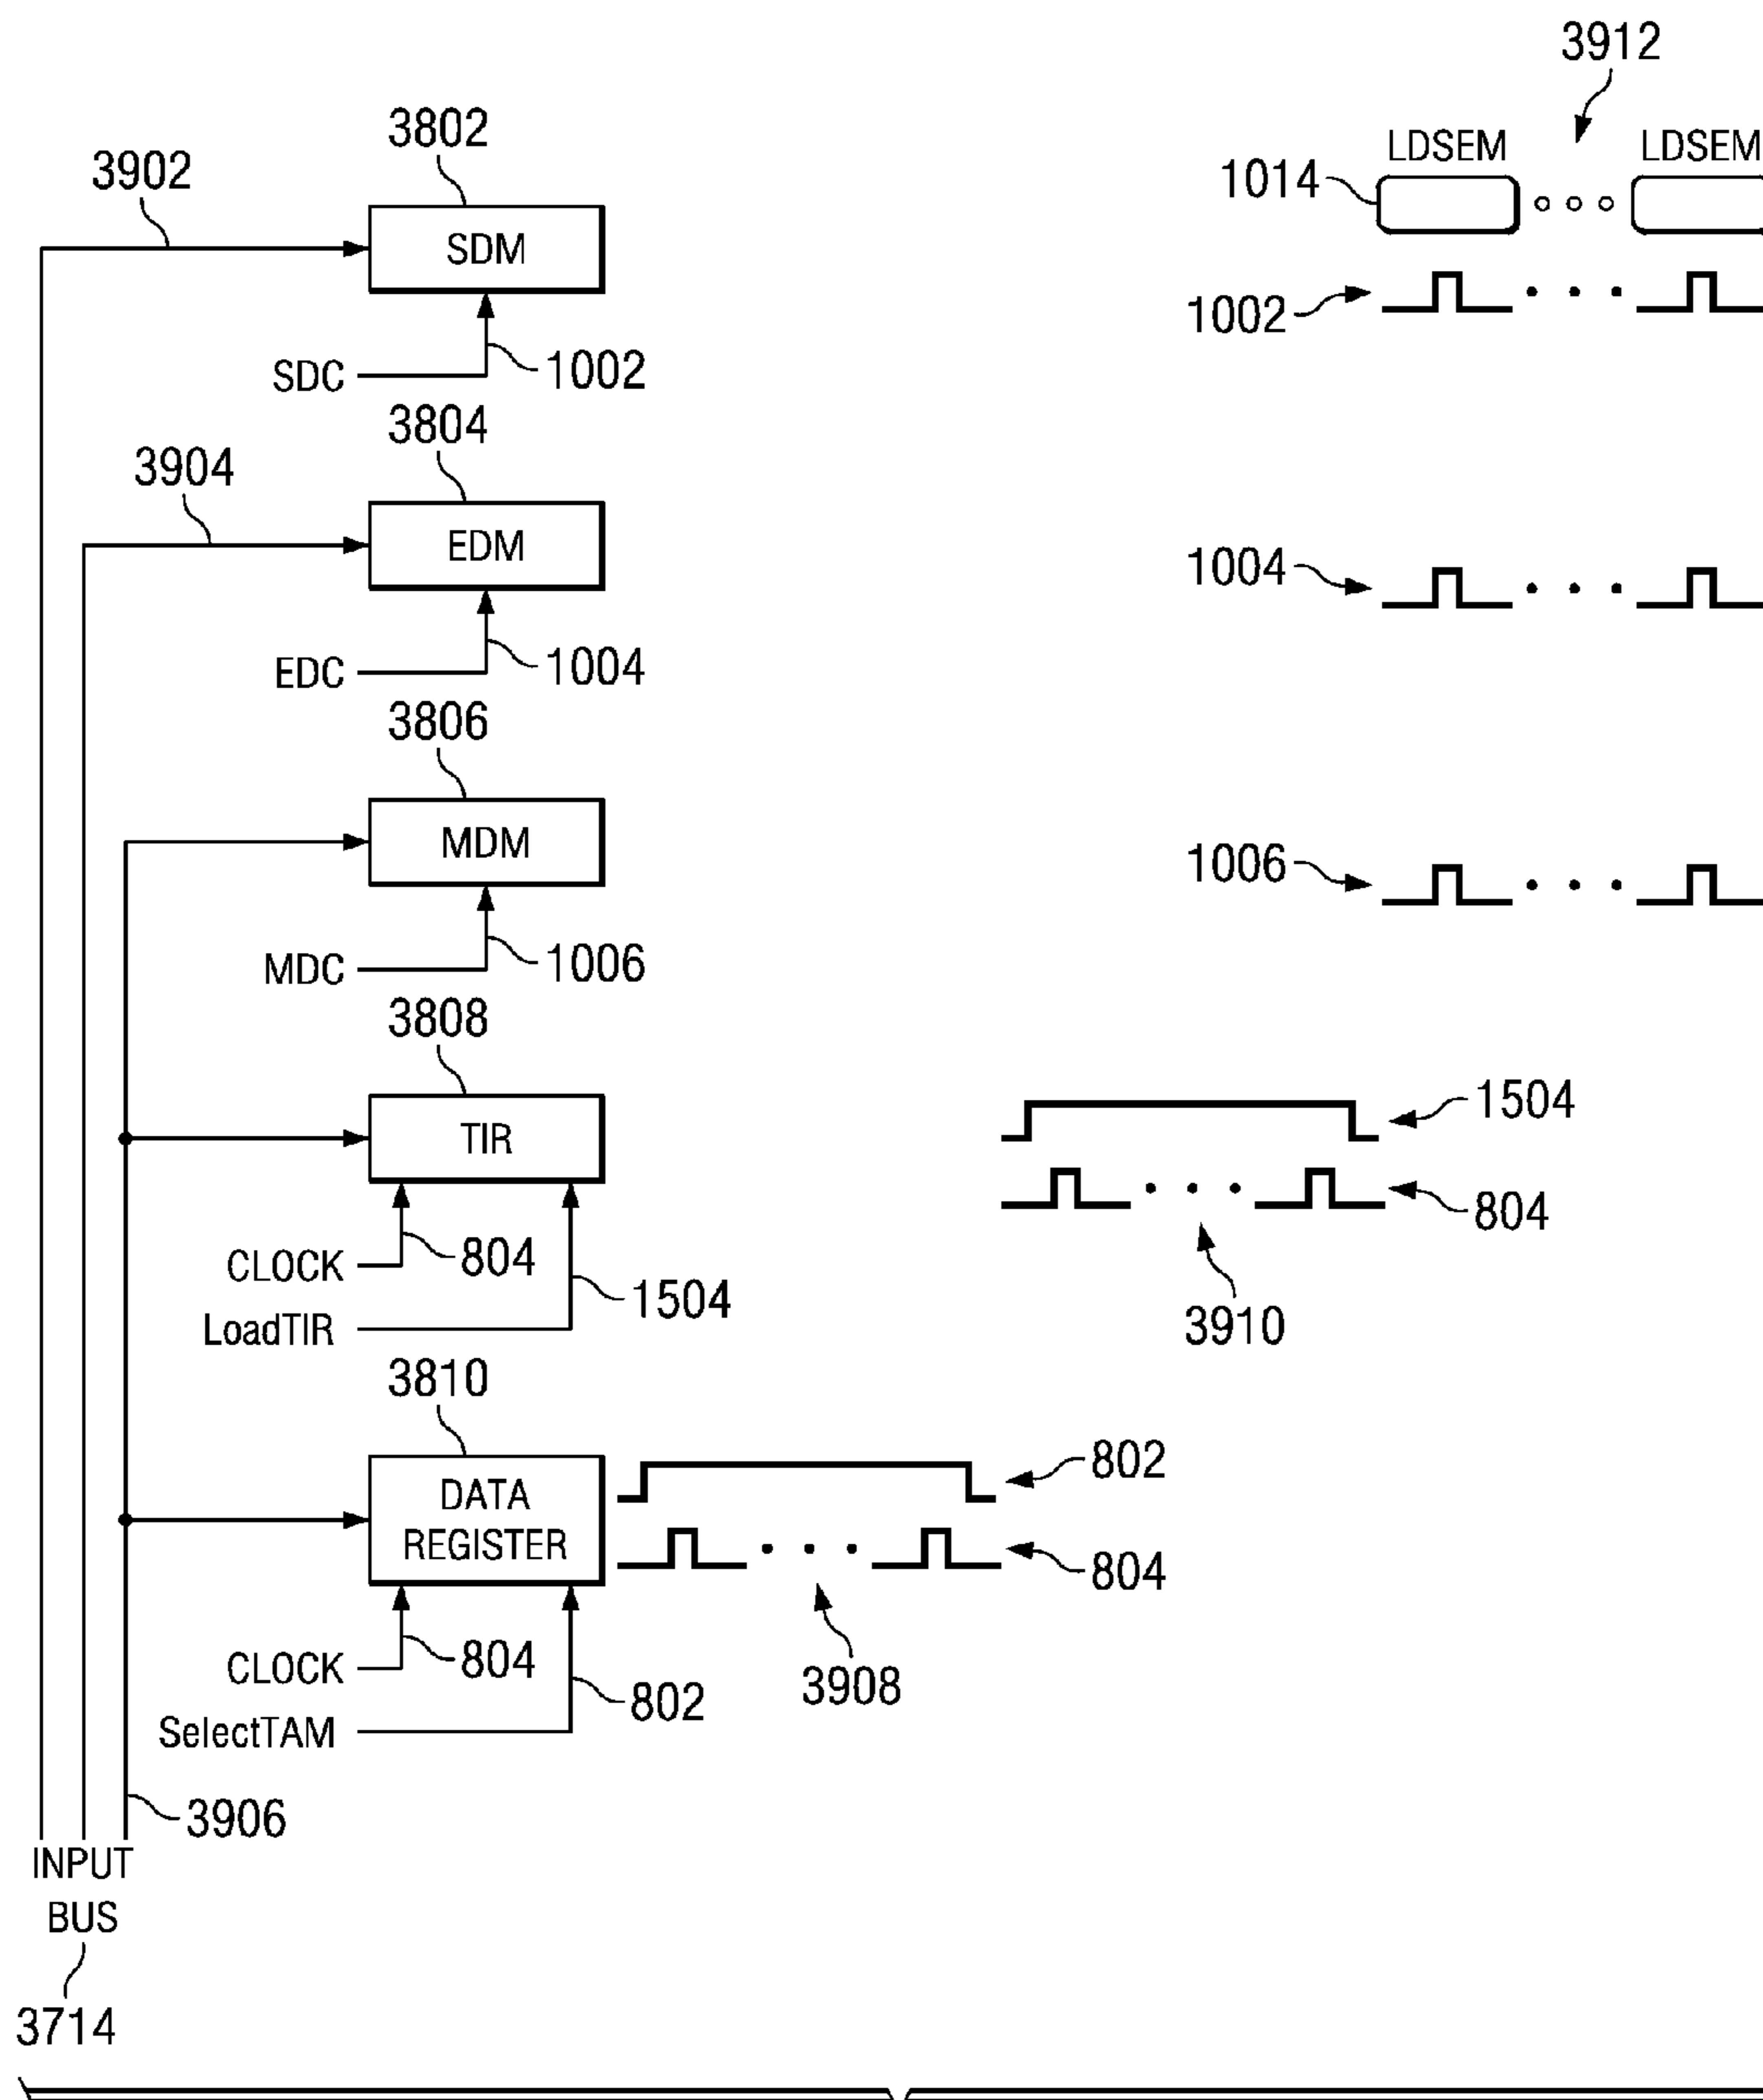 3912
3802
LDSEM LDSEM
3902
1014
SDM
1002
SDC 1002
3804
3904
EDM
1004
EDC 1004
3806
MDM
1006
MDC 1006
3808
1504
TIR
804
CLOCK 804
LoadTIR 1504
3910
3810
802
DATA
REGISTER
804
CLOCK 804
3908
SelectTAM 802
3906
INPUT
BUS
3714